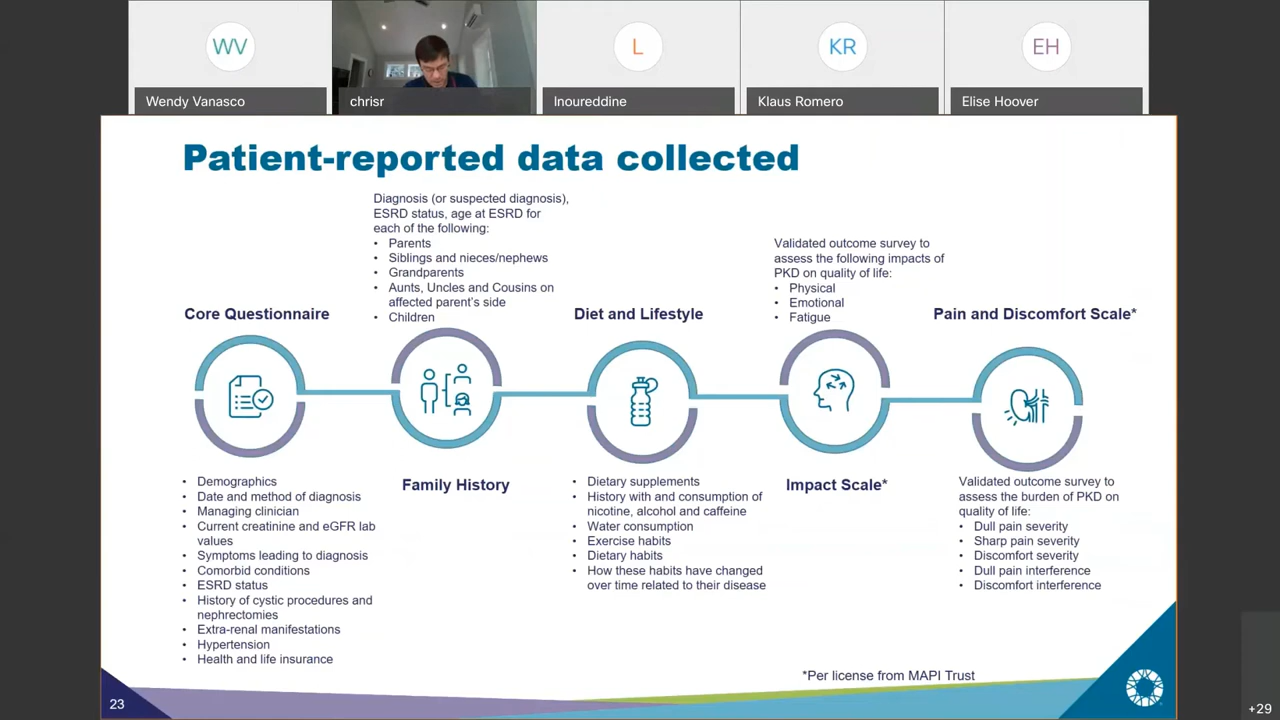 WV
L
KR
EH
Wendy Vanasco
chrisr
lnoureddine
Klaus Romero
Elise Hoover
Patient-reported data collected
Core Questionnaire
• Demographics
• Date and method of diagnosis
• Managing clinician
• Current creatinine and eGFR lab
values
• Symptoms leading to diagnosis
• Comorbid conditions
• ESRD status
• History of cystic procedures and
nephrectomies
• Extra-renal manifestations
• Hypertension
• Health and life insurance
Diagnosis (or suspected diagnosis),
ESRD status, age at ESRD for
each of the following:
• Parents
• Siblings and nieces/nephews
• Grandparents
• Aunts, Uncles and Cousins on
affected parent's side
• Children
Family History
Diet and Lifestyle
• Dietary supplements
• History with and consumption of
nicotine, alcohol and caffeine
• Water consumption
• Exercise habits
• Dietary habits
• How these habits have changed
over time related to their disease
Validated outcome survey to
assess the following impacts of
PKD on quality of life:
• Physical
• Emotional
• Fatigue
Impact Scale*
Pain and Discomfort Scale*
Validated outcome survey to
assess the burden of PKD on
quality of life:
• Dull pain severity
• Sharp pain severity
• Discomfort severity
• Dull pain interference
• Discomfort interference
*Per license from MAPI Trust
23
+29